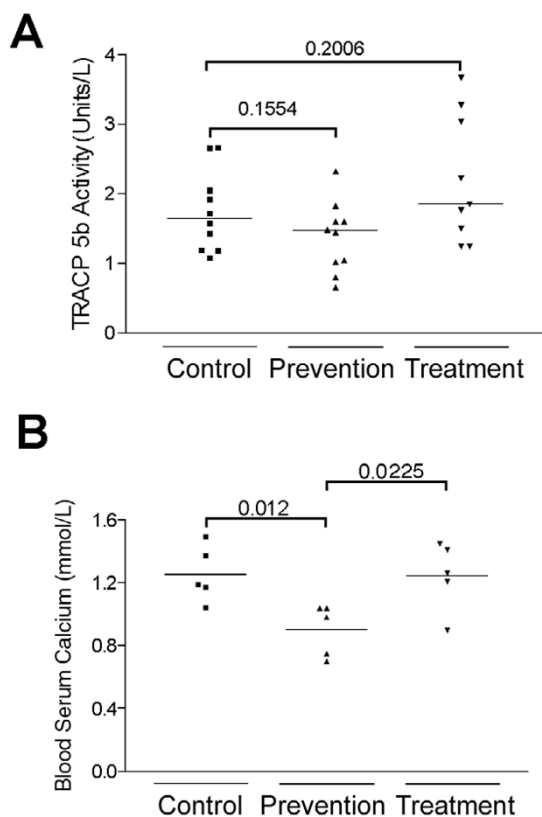 A
TRACP 5b Activity (Units/L)
4
3
2
1
0
0.2006
0.1554
Control Prevention Treatment
B
Blood Serum Calcium (mmol/L)
1.6
1.2
0.8
0.4
0.0
0.0225
0.012
Control Prevention Treatment